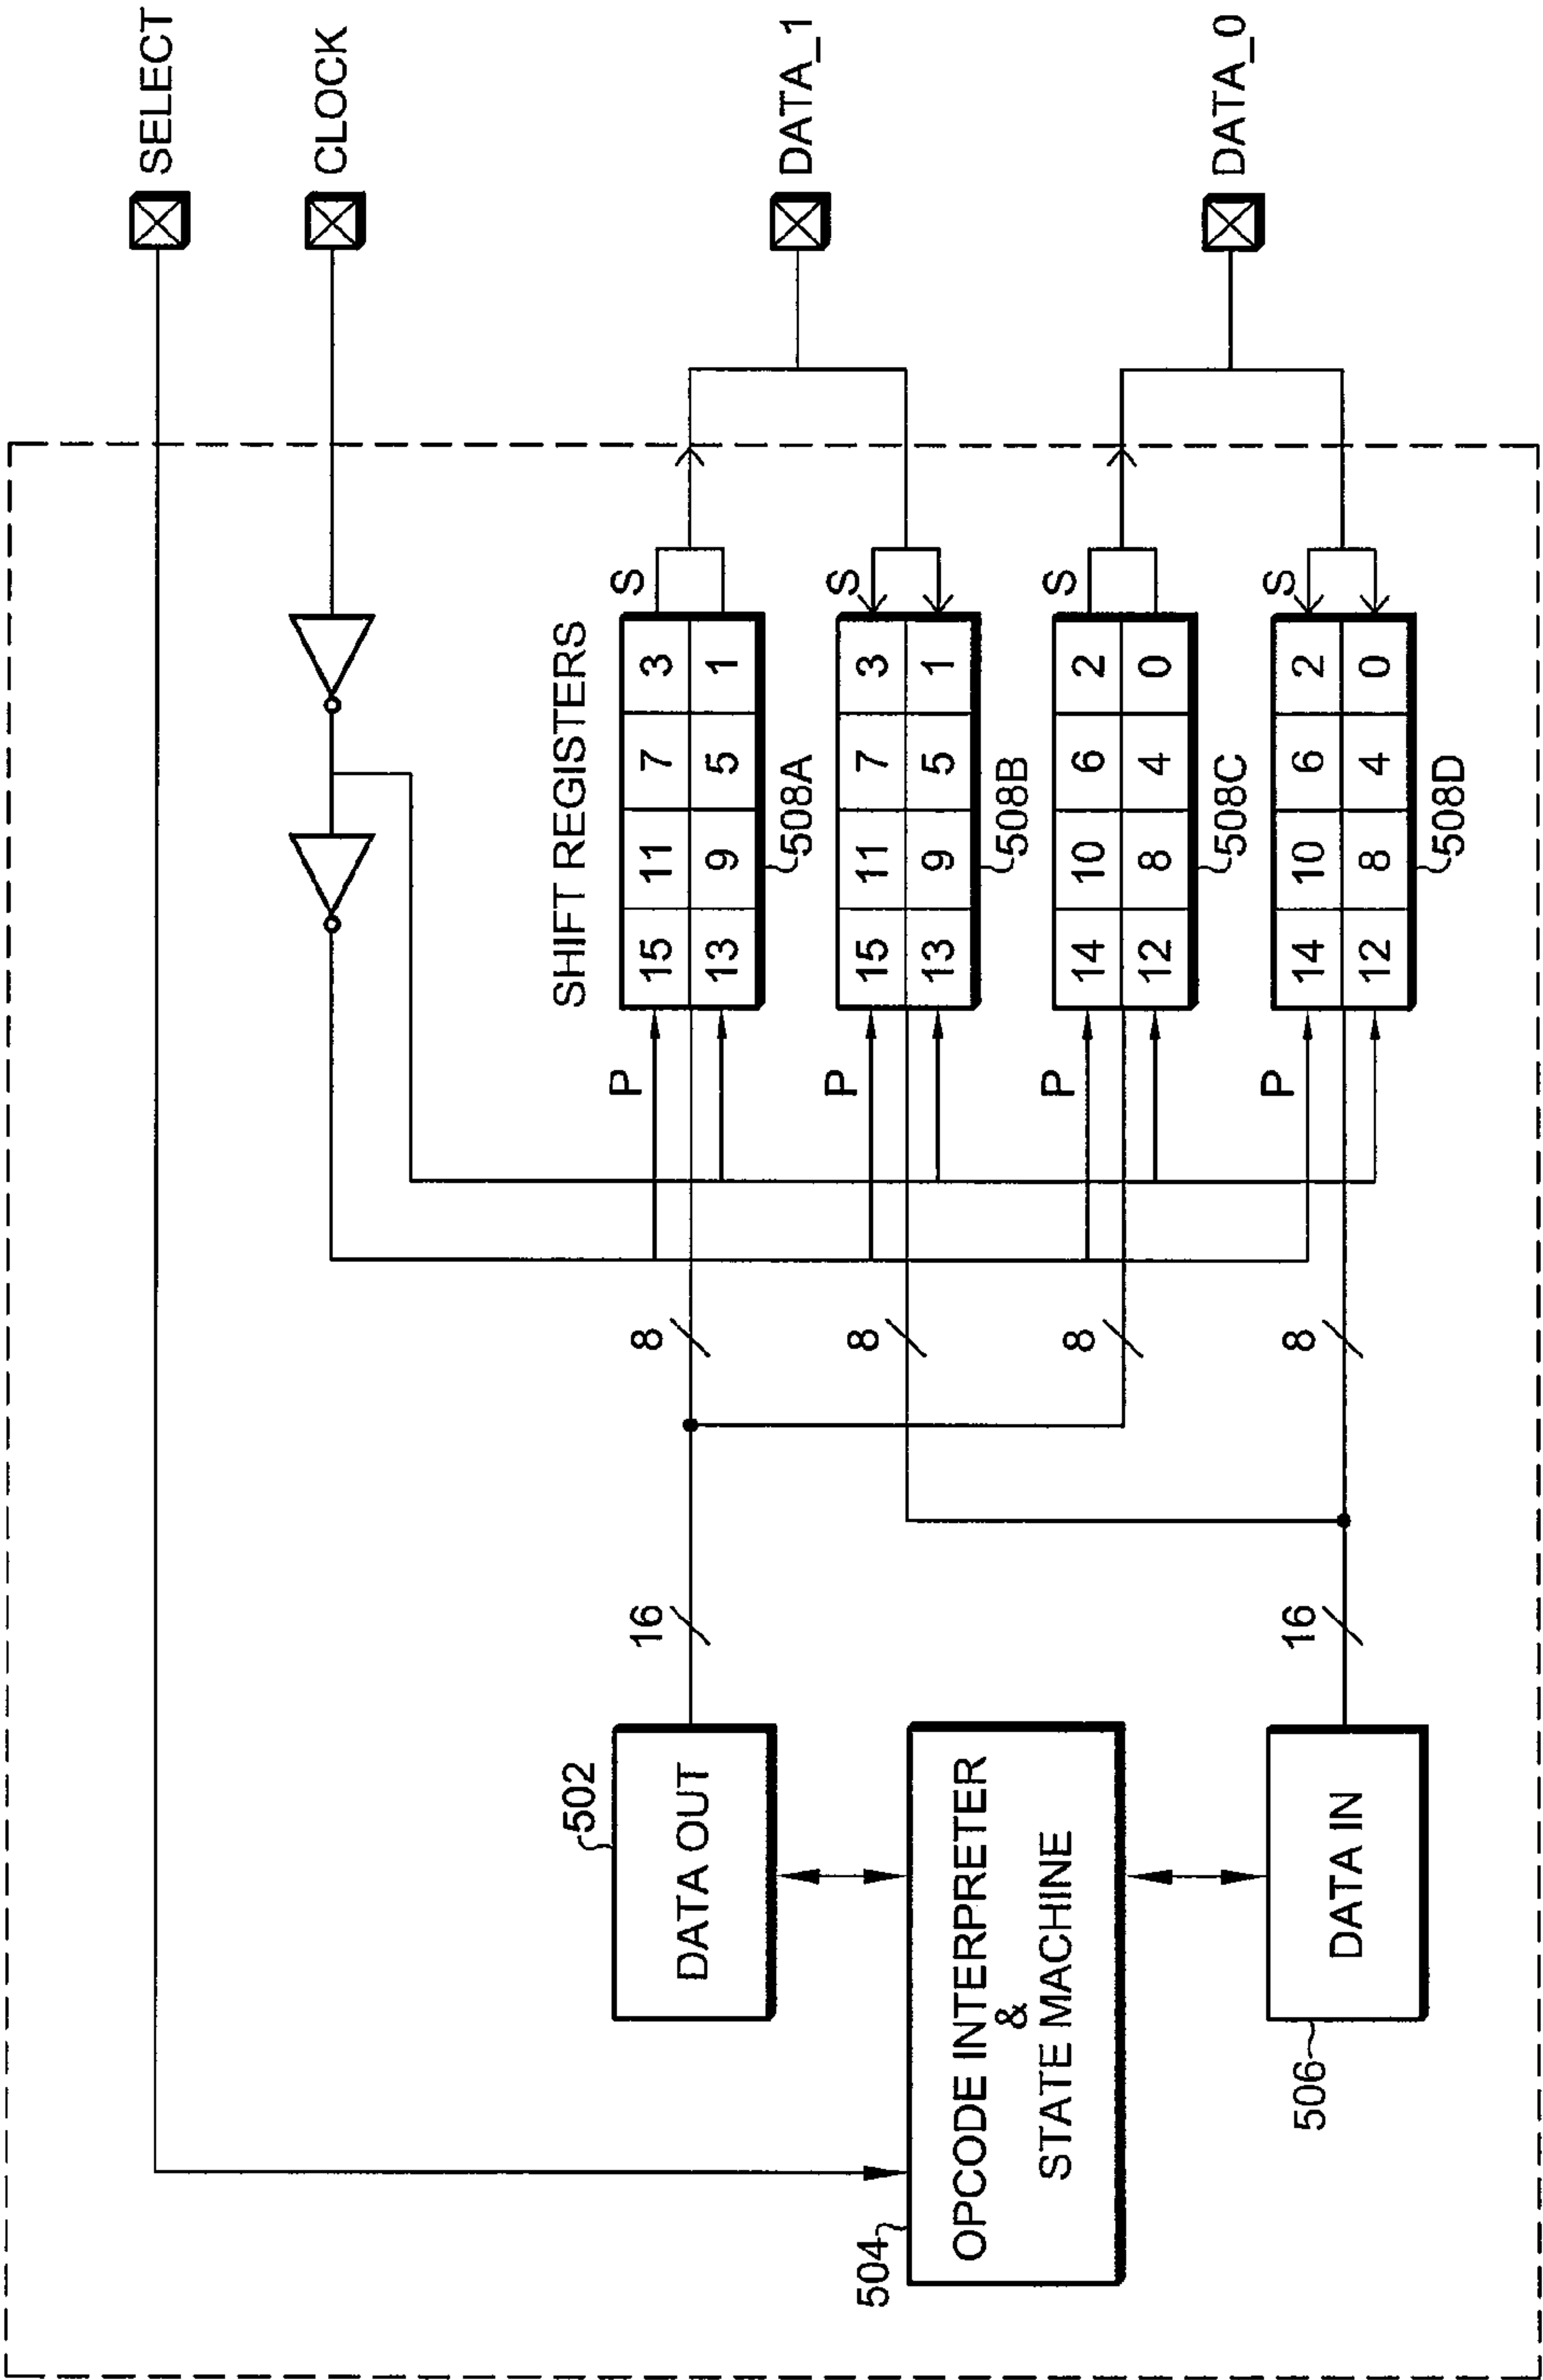 SELECT
CLOCK
SHIFT REGISTERS
P
15 11 7 3
13 9 5 1
S
508A
DATA_1
8
P
15 11 7 3
13 9 5 1
S
508B
8
P
14 10 6 2
12 8 4 0
S
508C
DATA_0
8
P
14 10 6 2
12 8 4 0
S
508D
8
502
DATA OUT
16
504
OPCODE INTERPRETER
&
STATE MACHINE
506
DATA IN
16